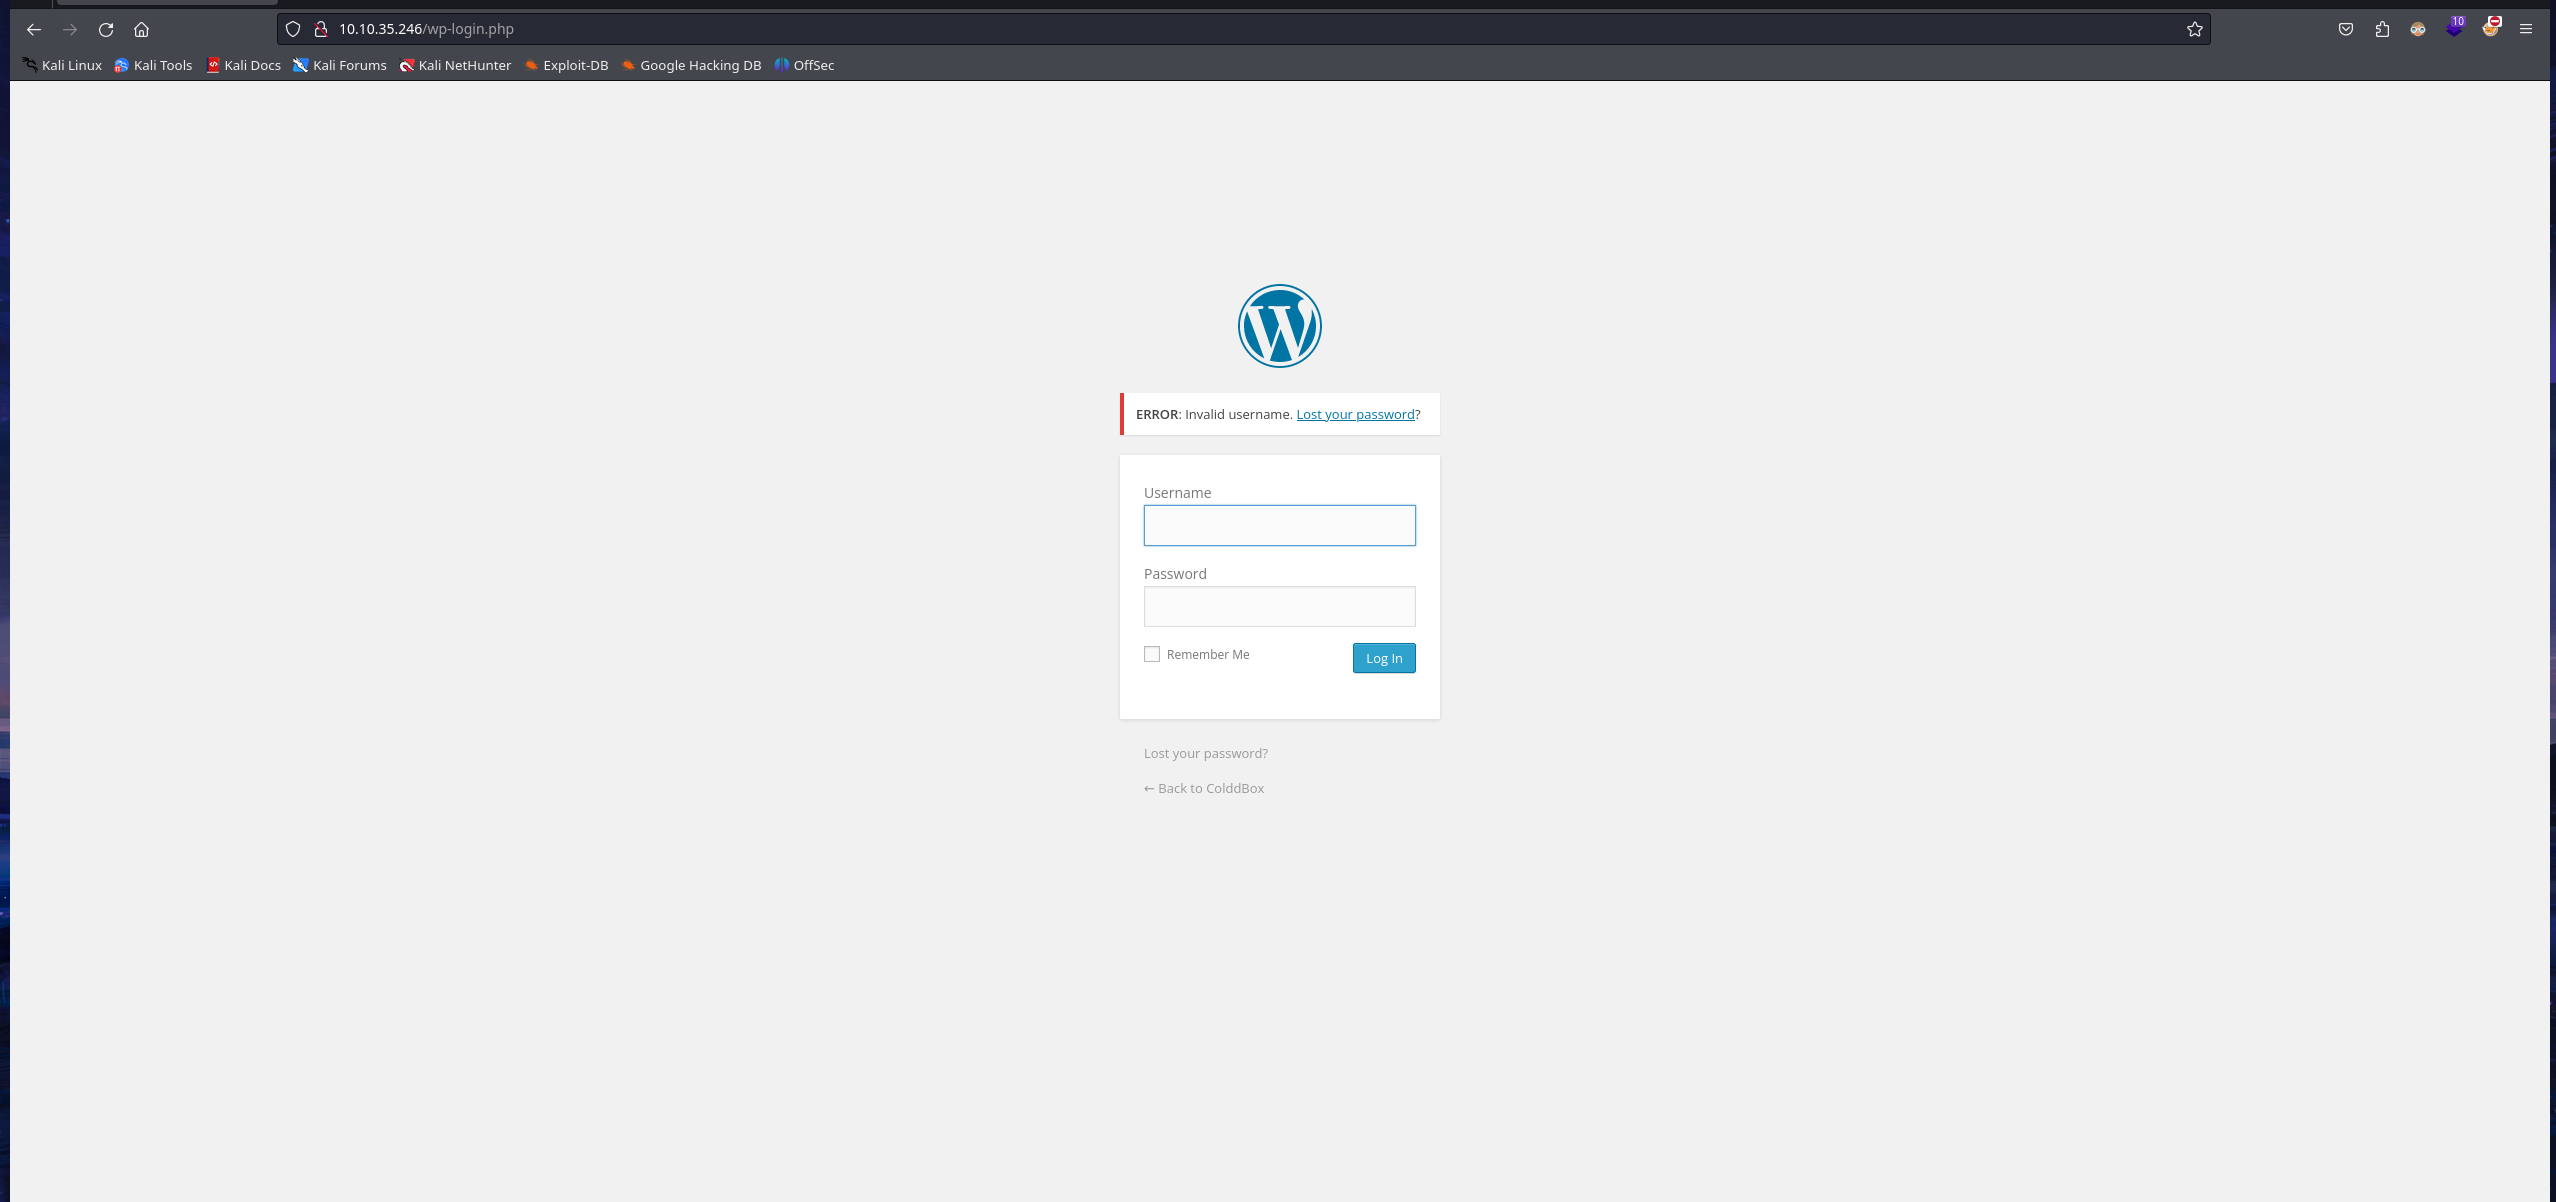 10.10.35.246/wp-login.php
10
Kali Linux Kali Tools Kali Docs Kali Forums Kali NetHunter Exploit-DB Google Hacking DB OffSec
ERROR: Invalid username. Lost your password?
Username
Password
Remember Me Log In
Lost your password?
← Back to ColddBox